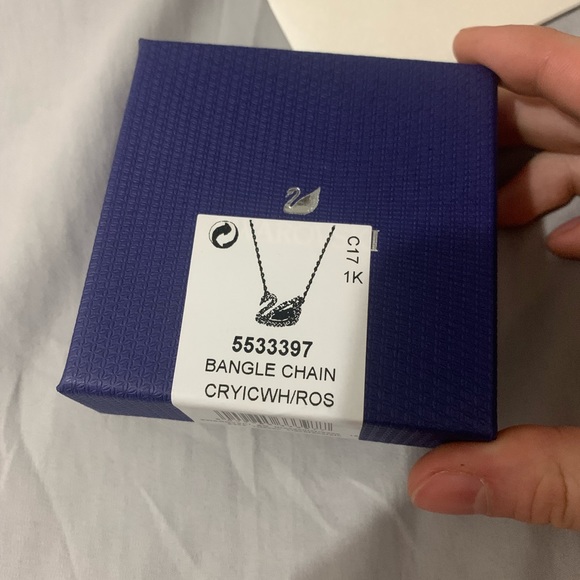 C17
1K
5533397
BANGLE CHAIN
CRYICWH/ROS